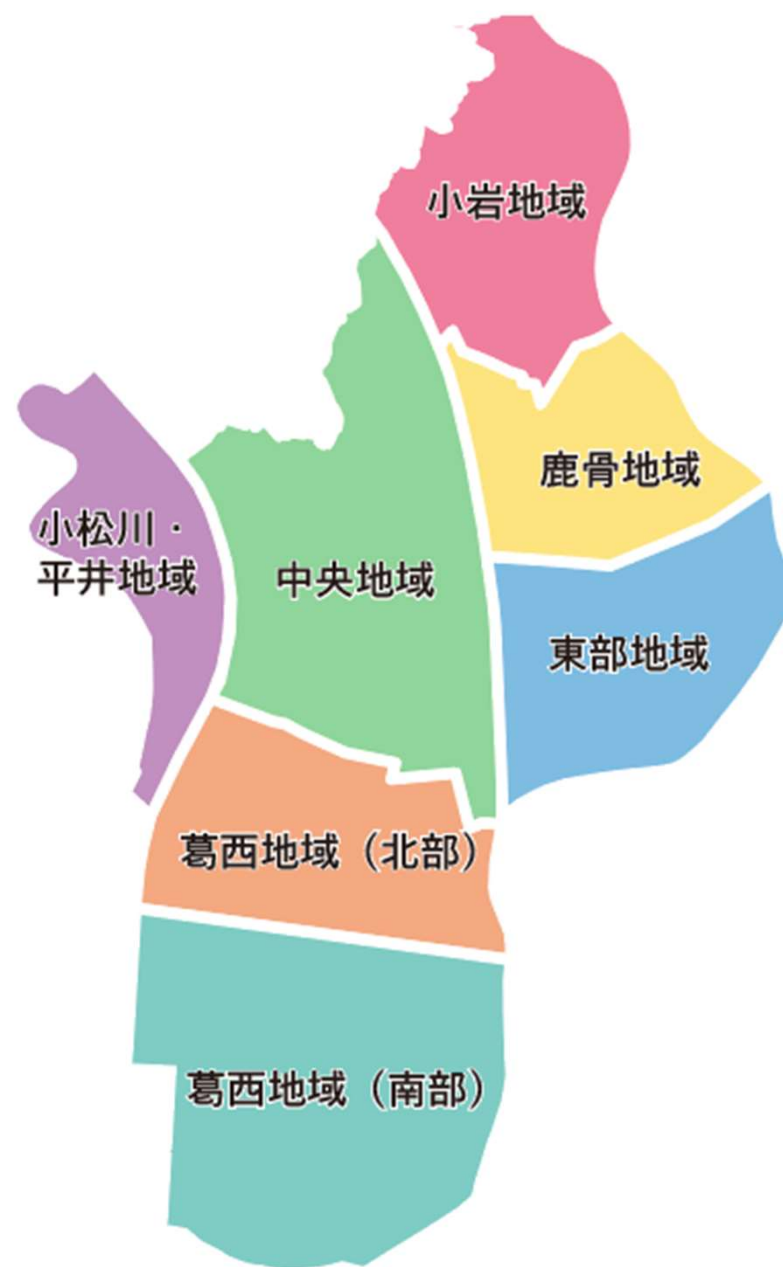 小岩地域
鹿骨地域
小松川・
平井地域
中央地域
東部地域
葛西地域（北部）
葛西地域（南部）